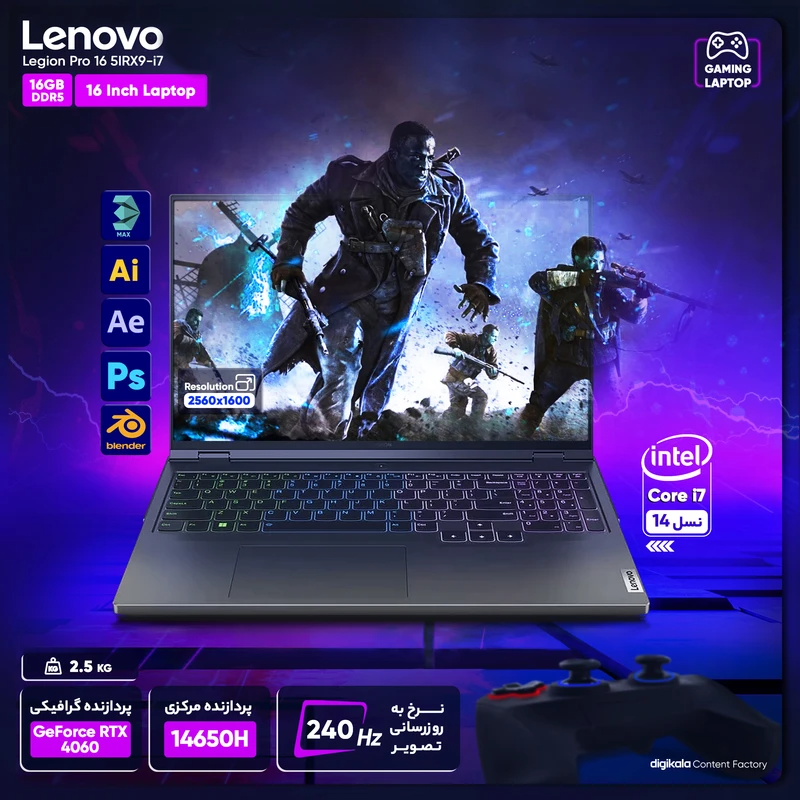 Lenovo
Legion Pro 16 5IRX9-i7
16GB
DDR5
16 Inch Laptop
GAMING
LAPTOP
MAX
Ai
Ae
Ps
blender
Resolution
2560x1600
intel
Core i7
نسل 14
Lenovo
KG
2.5 KG
پردازنده گرافیکی
GeForce RTX
4060
پردازنده مرکزی
14650H
نرخ به
روزرسانی
تصویر
240 Hz
digikala Content Factory